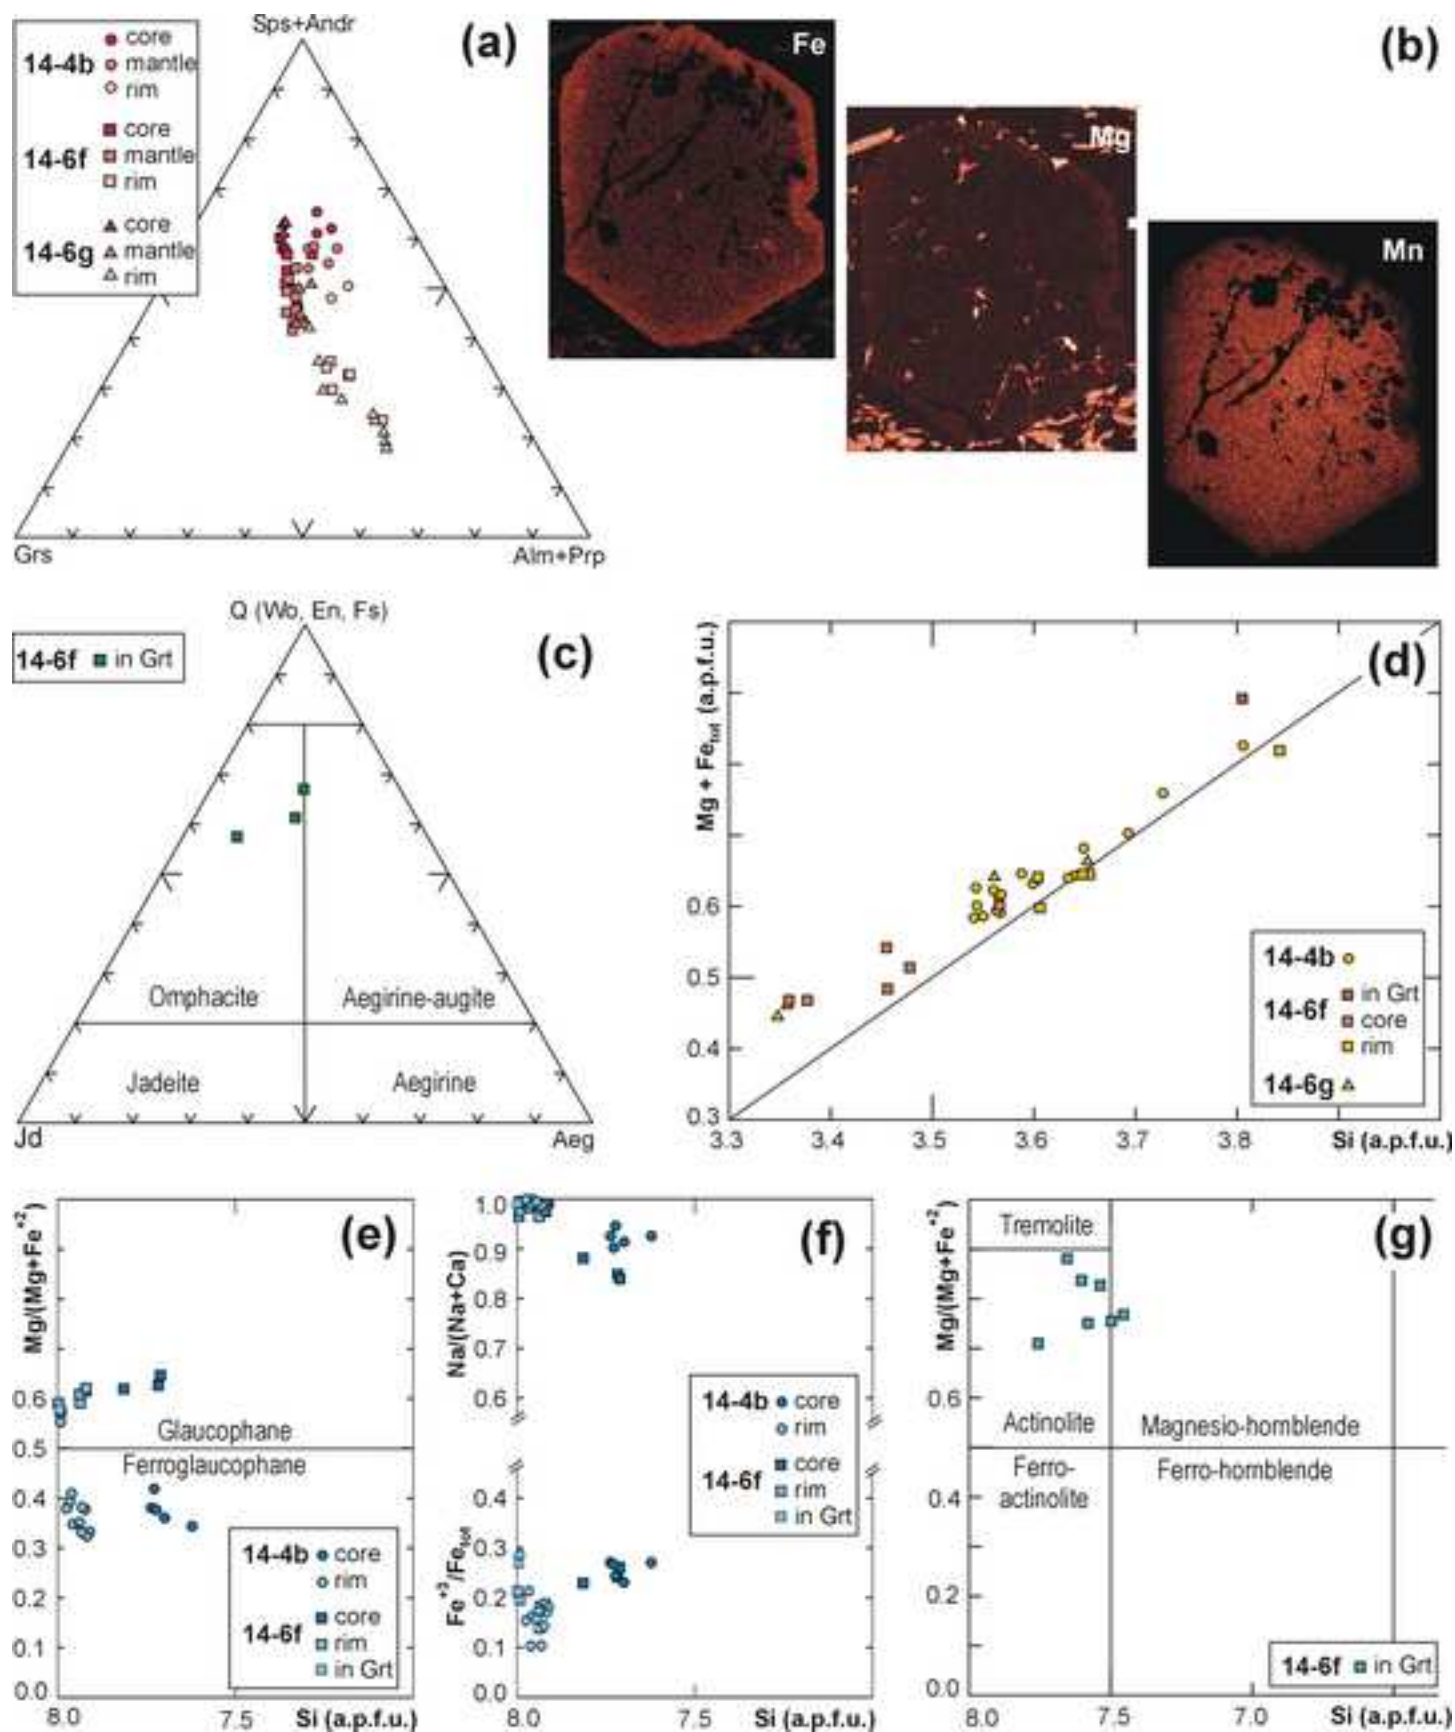 Sps+Andr
(a)
14-4b
core
mantle
rim
14-6f
core
mantle
rim
14-6g
core
mantle
rim
Grs
Alm+Prp
(b)
Fe
Mg
Mn
Q (Wo, En, Fs)
(c)
14-6f in Grt
Omphacite
Aegirine-augite
Jadeite
Aegirine
Jd
Aeg
(d)
Mg + Fetot (a.p.f.u.)
0.6
0.5
0.4
0.3
3.3 3.4 3.5 3.6 3.7 3.8 Si (a.p.f.u.)
14-4b
14-6f
in Grt
core
rim
14-6g
(e)
Mg/(Mg+Fe+2)
0.6
0.5
0.4
0.3
0.2
0.1
0.0
Glaucophane
Ferroglaucophane
14-4b
core
rim
14-6f
core
rim
in Grt
8.0 7.5 Si (a.p.f.u.)
(f)
Na/(Na+Ca)
1.0
0.9
0.8
0.7
0.6
Fe+3/Fetot
0.4
0.3
0.2
0.1
0.0
14-4b
core
rim
14-6f
core
rim
in Grt
8.0 7.5 Si (a.p.f.u.)
(g)
Mg/(Mg+Fe+2)
Tremolite
0.6
Actinolite
Magnesio-hornblende
Ferro-
actinolite
Ferro-hornblende
0.4
0.2
0.0
14-6f in Grt
8.0 7.5 7.0 Si (a.p.f.u.)